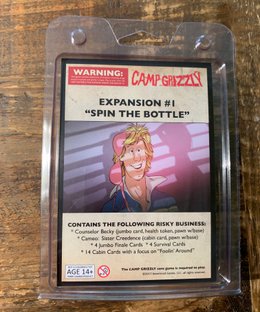 WARNING:
CAMP GRIZZLY
EXPANSION #1
"SPIN THE BOTTLE"
CONTAINS THE FOLLOWING RISKY BUSINESS:
* Counselor Becky (jumbo card, health token, pawn w/base)
* Cameo: Sister Creedence (cabin card, pawn w/base)
* 4 Jumbo Finale Cards * 4 Survival Cards
* 14 Cabin Cards with a focus on "Foolin' Around"
AGE 14+
The CAMP GRIZZLY core game is required to play.